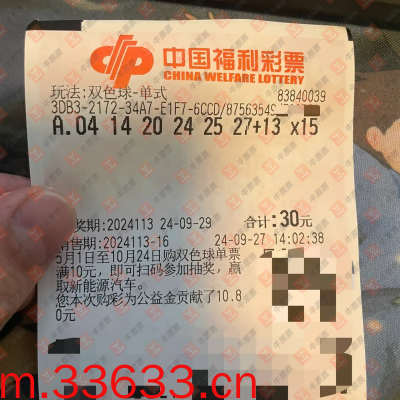 中国福利彩票
CHINA WELFARE LOTTERY
玩法:双色球-单式
83840039
3DB3-2172-34A7-E1F7-6CCD/87563549
A.04 14 20 24 25 27+13 x15
奖期:2024113 24-09-29
合计:30元
售期:2024113-16
24-09-27 14:02:38
5月1日至10月24日购双色球单票
满10元，即可扫码参加抽奖，赢
取新能源汽车。
您本次购彩为公益金贡献了10.8
0元
m.33633.cn